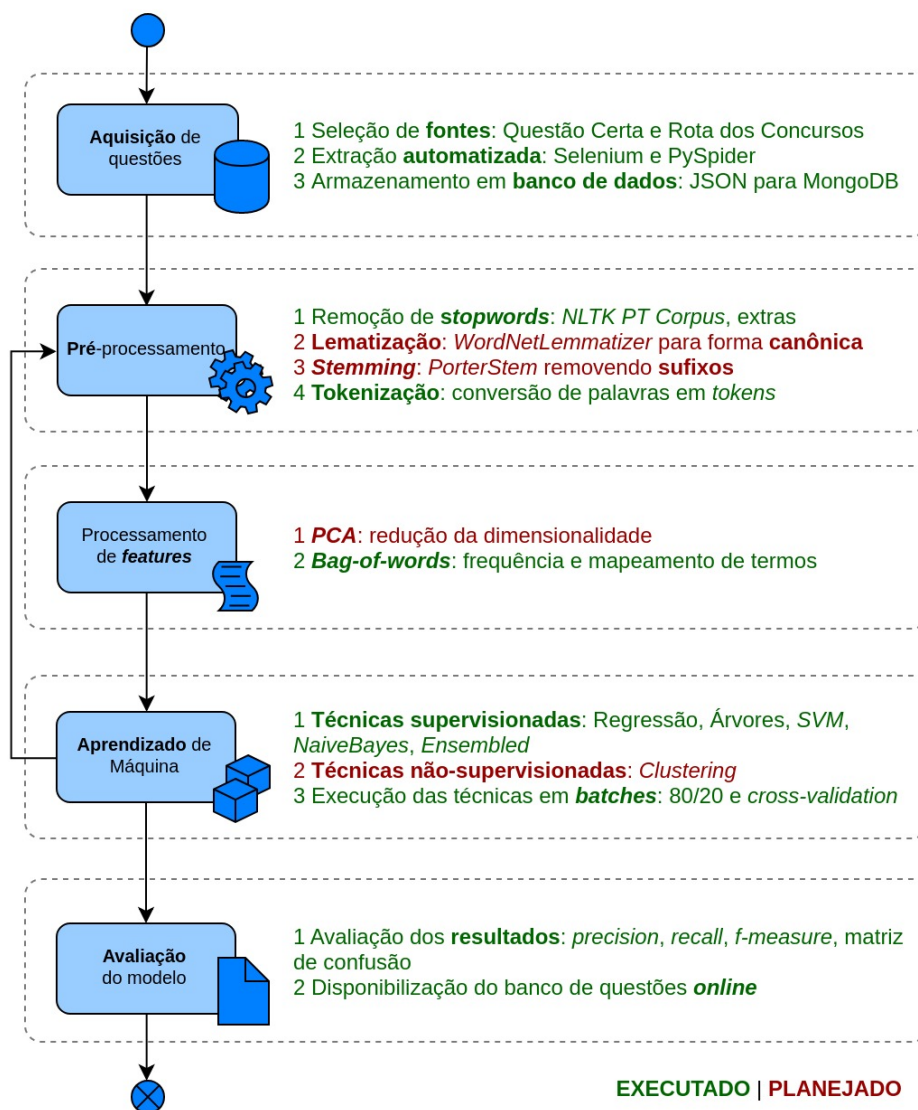 Aquisição de
questões
1 Seleção de fontes: Questão Certa e Rota dos Concursos
2 Extração automatizada: Selenium e PySpider
3 Armazenamento em banco de dados: JSON para MongoDB
Pré-processamento
1 Remoção de stopwords: NLTK PT Corpus, extras
2 Lematização: WordNetLemmatizer para forma canônica
3 Stemming: PorterStem removendo sufixos
4 Tokenização: conversão de palavras em tokens
Processamento
de features
1 PCA: redução da dimensionalidade
2 Bag-of-words: frequência e mapeamento de termos
Aprendizado de
Máquina
1 Técnicas supervisionadas: Regressão, Árvores, SVM,
NaiveBayes, Ensembled
2 Técnicas não-supervisionadas: Clustering
3 Execução das técnicas em batches: 80/20 e cross-validation
Avaliação
do modelo
1 Avaliação dos resultados: precision, recall, f-measure, matriz
de confusão
2 Disponibilização do banco de questões online
EXECUTADO | PLANEJADO